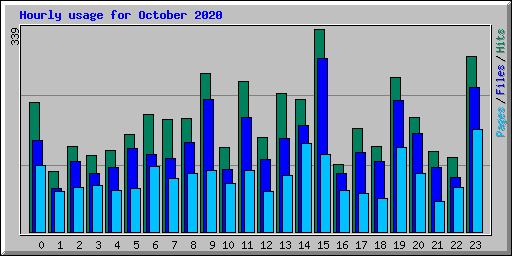 Hourly usage for October 2020
339
Pages / Files / Hits
0 1 2 3 4 5 6 7 8 9 10 11 12 13 14 15 16 17 18 19 20 21 22 23